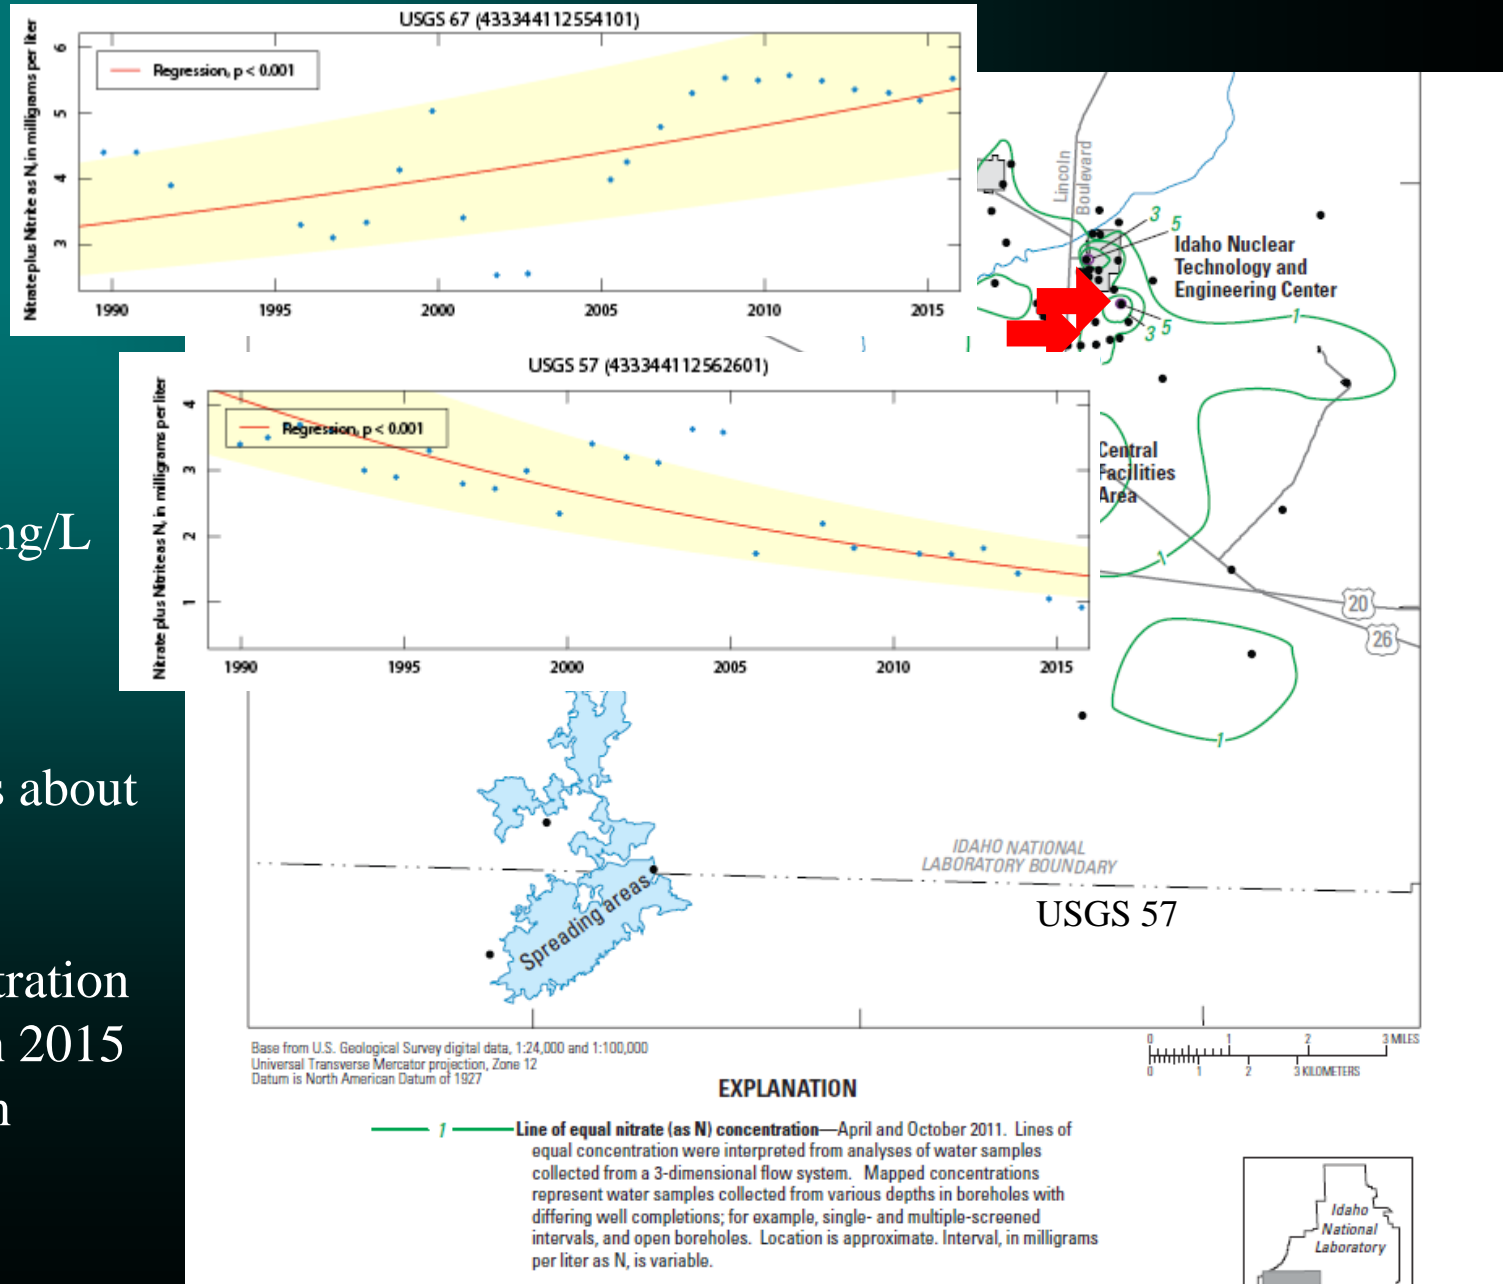 USGS 67 (433344112554101)
Nitrate plus Nitrite as N, in milligrams per liter
Regression, p < 0.001
6
5
4
3
1990 1995 2000 2005 2010 2015
Lincoln
Boulevard
3
5
Idaho Nuclear
Technology and
Engineering Center
1
3 5
USGS 57 (433344112562601)
Nitrate plus Nitrite as N, in milligrams per liter
Regression, p < 0.001
4
3
2
1
1990 1995 2000 2005 2010 2015
Central
Facilities
Area
1
20
26
1
mg/L
s about
tration
2015
Spreading areas
IDAHO NATIONAL
LABORATORY BOUNDARY
USGS 57
Base from U.S. Geological Survey digital data, 1:24,000 and 1:100,000
Universal Transverse Mercator projection, Zone 12
Datum is North American Datum of 1927
0 1 2 3 MILES
0 1 2 3 KILOMETERS
EXPLANATION
1 Line of equal nitrate (as N) concentration—April and October 2011. Lines of
equal concentration were interpreted from analyses of water samples
collected from a 3-dimensional flow system. Mapped concentrations
represent water samples collected from various depths in boreholes with
differing well completions; for example, single- and multiple-screened
intervals, and open boreholes. Location is approximate. Interval, in milligrams
per liter as N, is variable.
Idaho
National
Laboratory